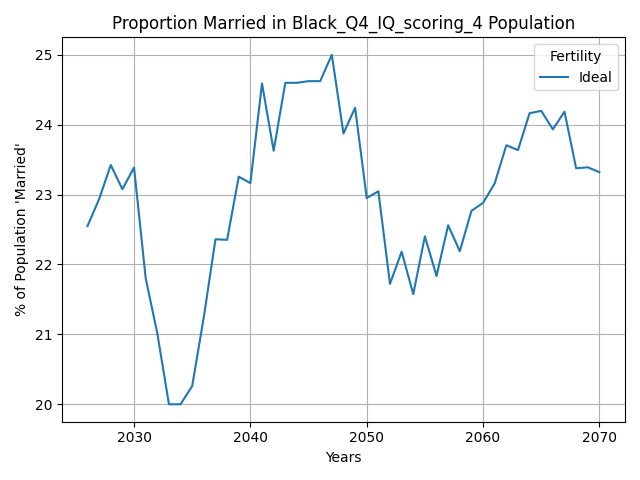 Proportion Married in Black_Q4_IQ_scoring_4 Population
Fertility
Ideal
% of Population 'Married'
25
24
23
22
21
20
2030 2040 2050 2060 2070
Years